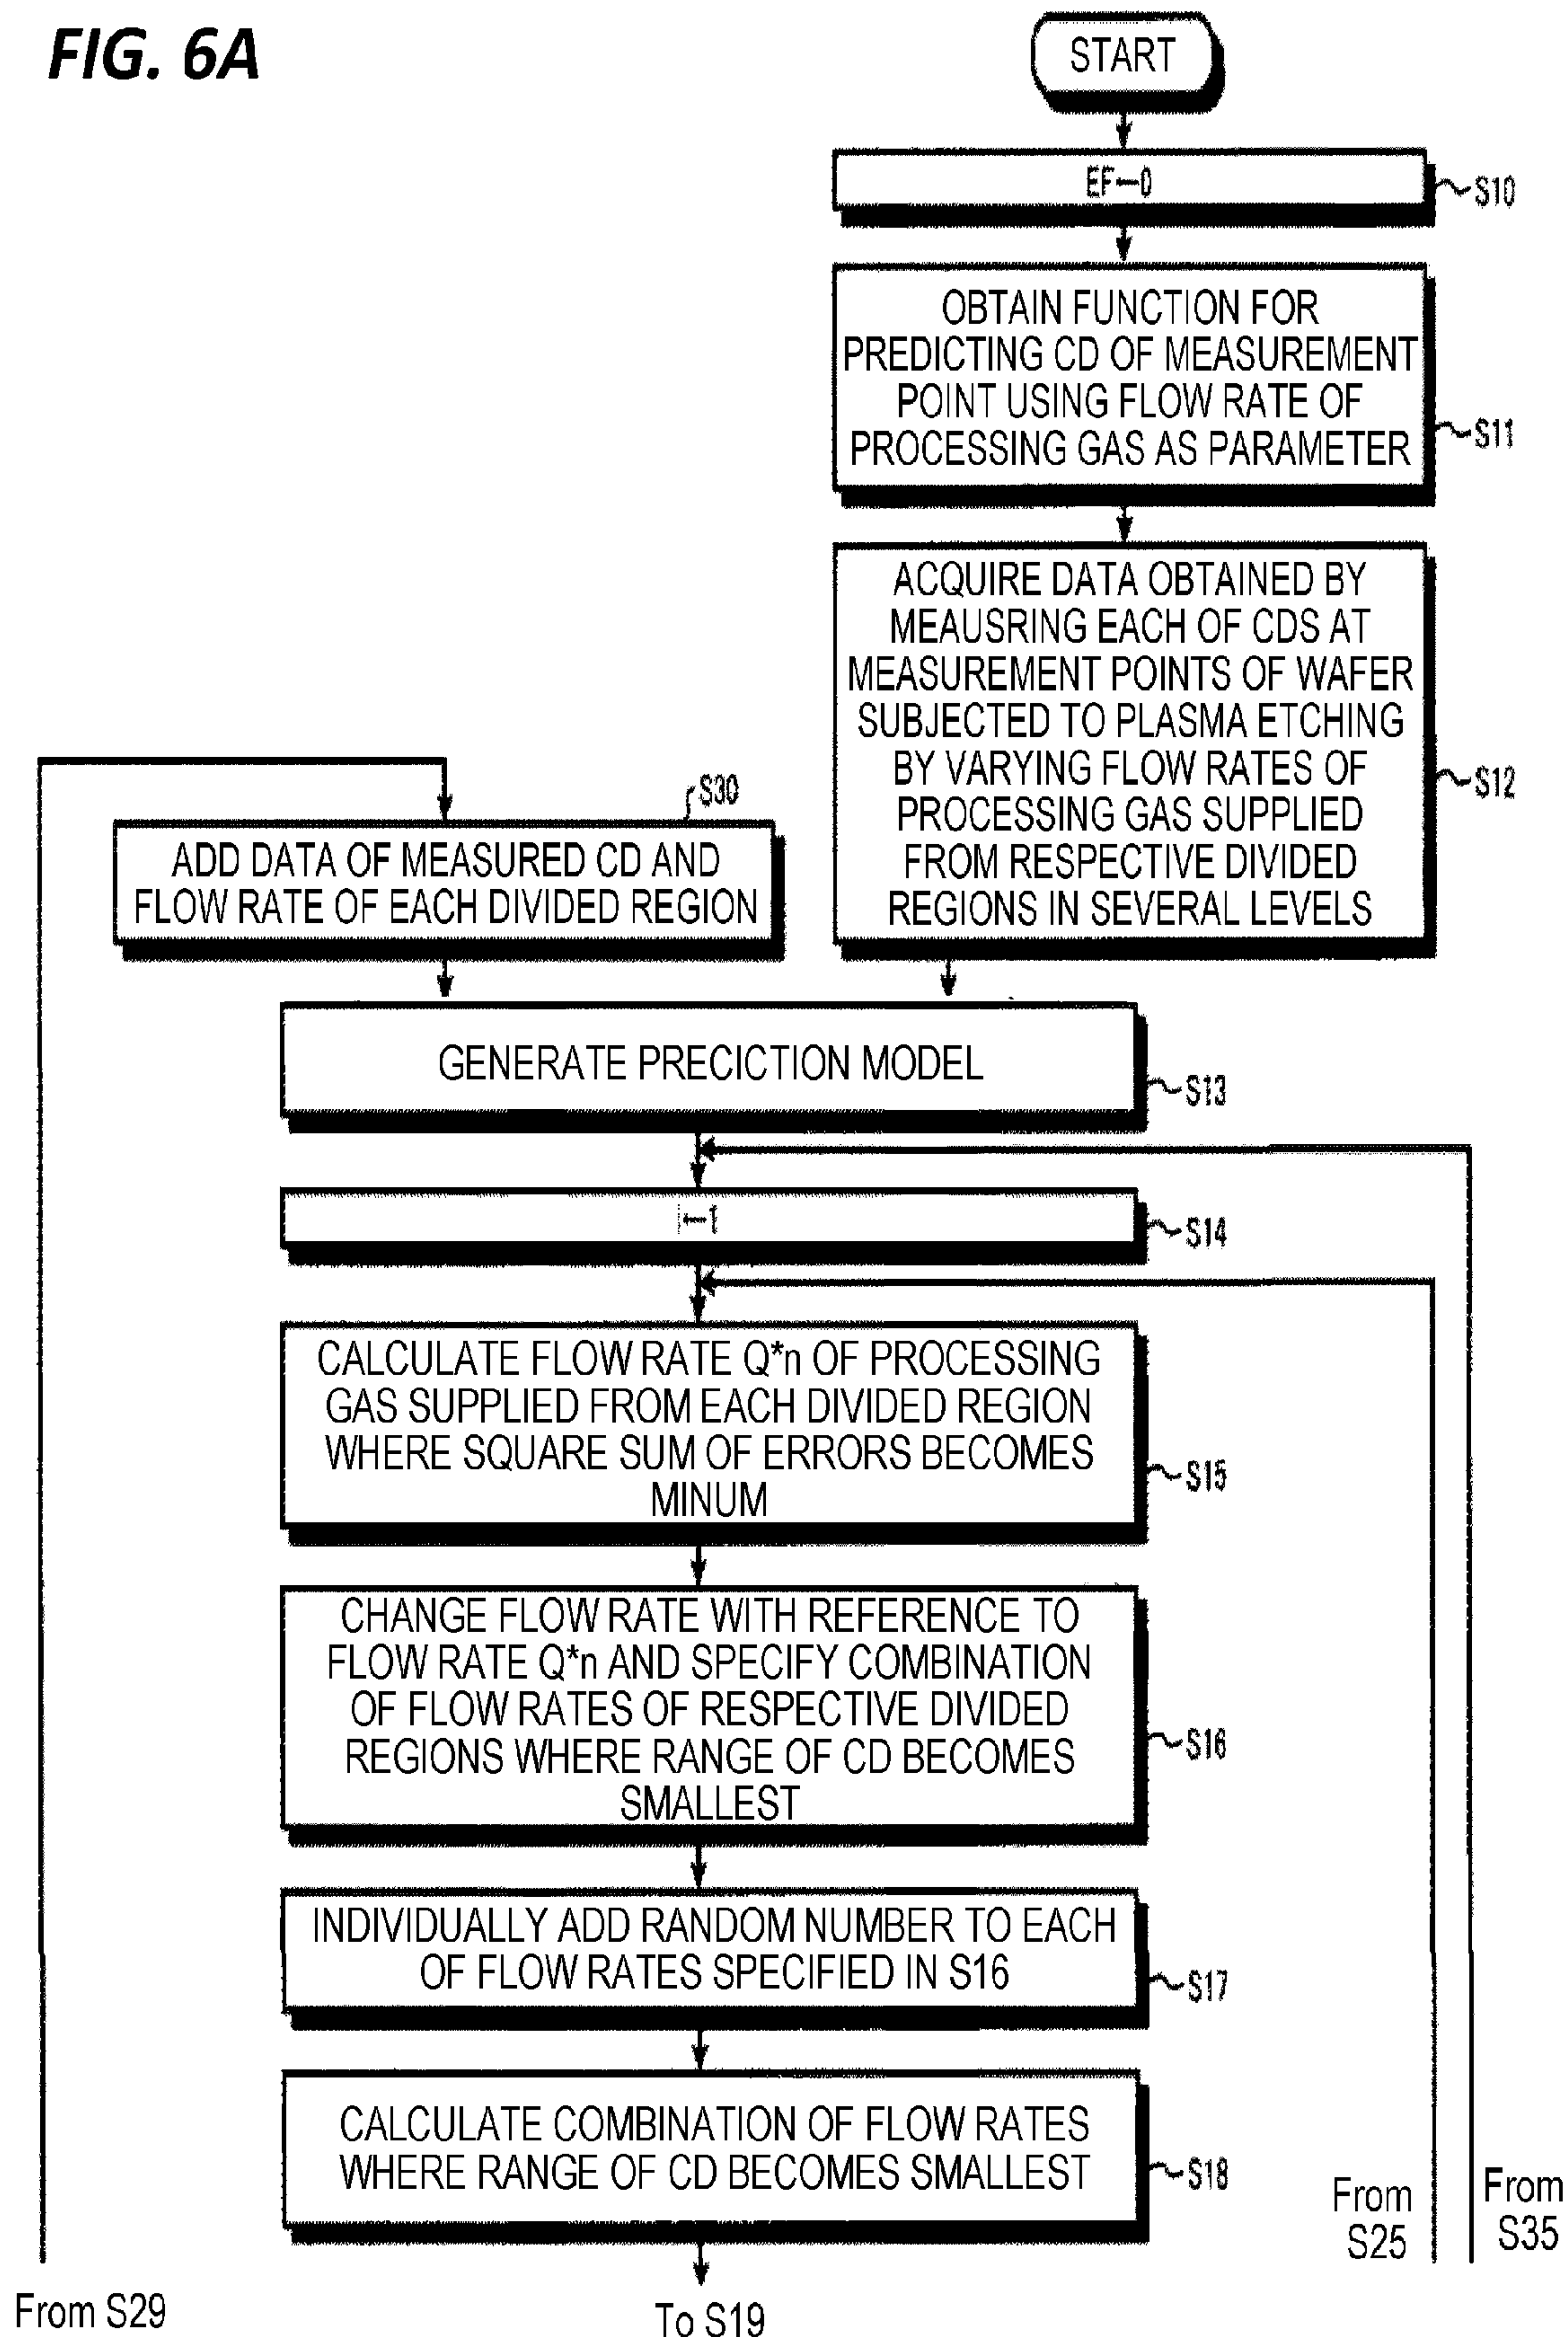 FIG. 6A
START
EF←0
S10
OBTAIN FUNCTION FOR
PREDICTING CD OF MEASUREMENT
POINT USING FLOW RATE OF
PROCESSING GAS AS PARAMETER
S11
ACQUIRE DATA OBTAINED BY
MEAUSRING EACH OF CDS AT
MEASUREMENT POINTS OF WAFER
SUBJECTED TO PLASMA ETCHING
BY VARYING FLOW RATES OF
PROCESSING GAS SUPPLIED
FROM RESPECTIVE DIVIDED
REGIONS IN SEVERAL LEVELS
S12
S30
ADD DATA OF MEASURED CD AND
FLOW RATE OF EACH DIVIDED REGION
GENERATE PRECICTION MODEL
S13
I←1
S14
CALCULATE FLOW RATE Q*n OF PROCESSING
GAS SUPPLIED FROM EACH DIVIDED REGION
WHERE SQUARE SUM OF ERRORS BECOMES
MINUM
S15
CHANGE FLOW RATE WITH REFERENCE TO
FLOW RATE Q*n AND SPECIFY COMBINATION
OF FLOW RATES OF RESPECTIVE DIVIDED
REGIONS WHERE RANGE OF CD BECOMES
SMALLEST
S16
INDIVIDUALLY ADD RANDOM NUMBER TO EACH
OF FLOW RATES SPECIFIED IN S16
S17
CALCULATE COMBINATION OF FLOW RATES
WHERE RANGE OF CD BECOMES SMALLEST
S18
From
S25
From
S35
From S29
To S19